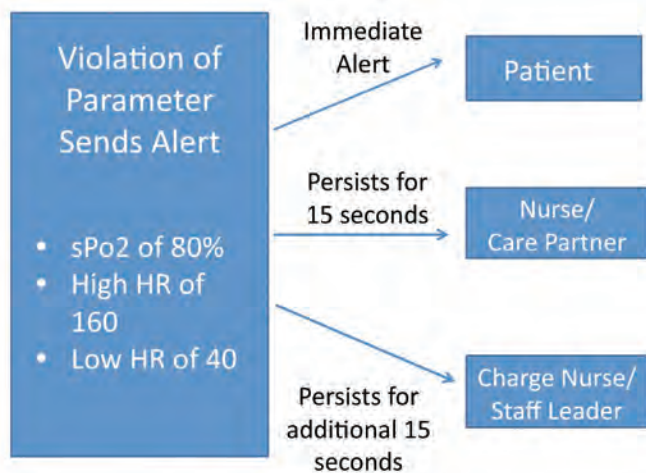 Violation of
Parameter
Sends Alert
• sPo2 of 80%
• High HR of
160
• Low HR of 40
Immediate
Alert
Patient
Persists for
15 seconds
Nurse/
Care Partner
Persists for
additional 15
seconds
Charge Nurse/
Staff Leader